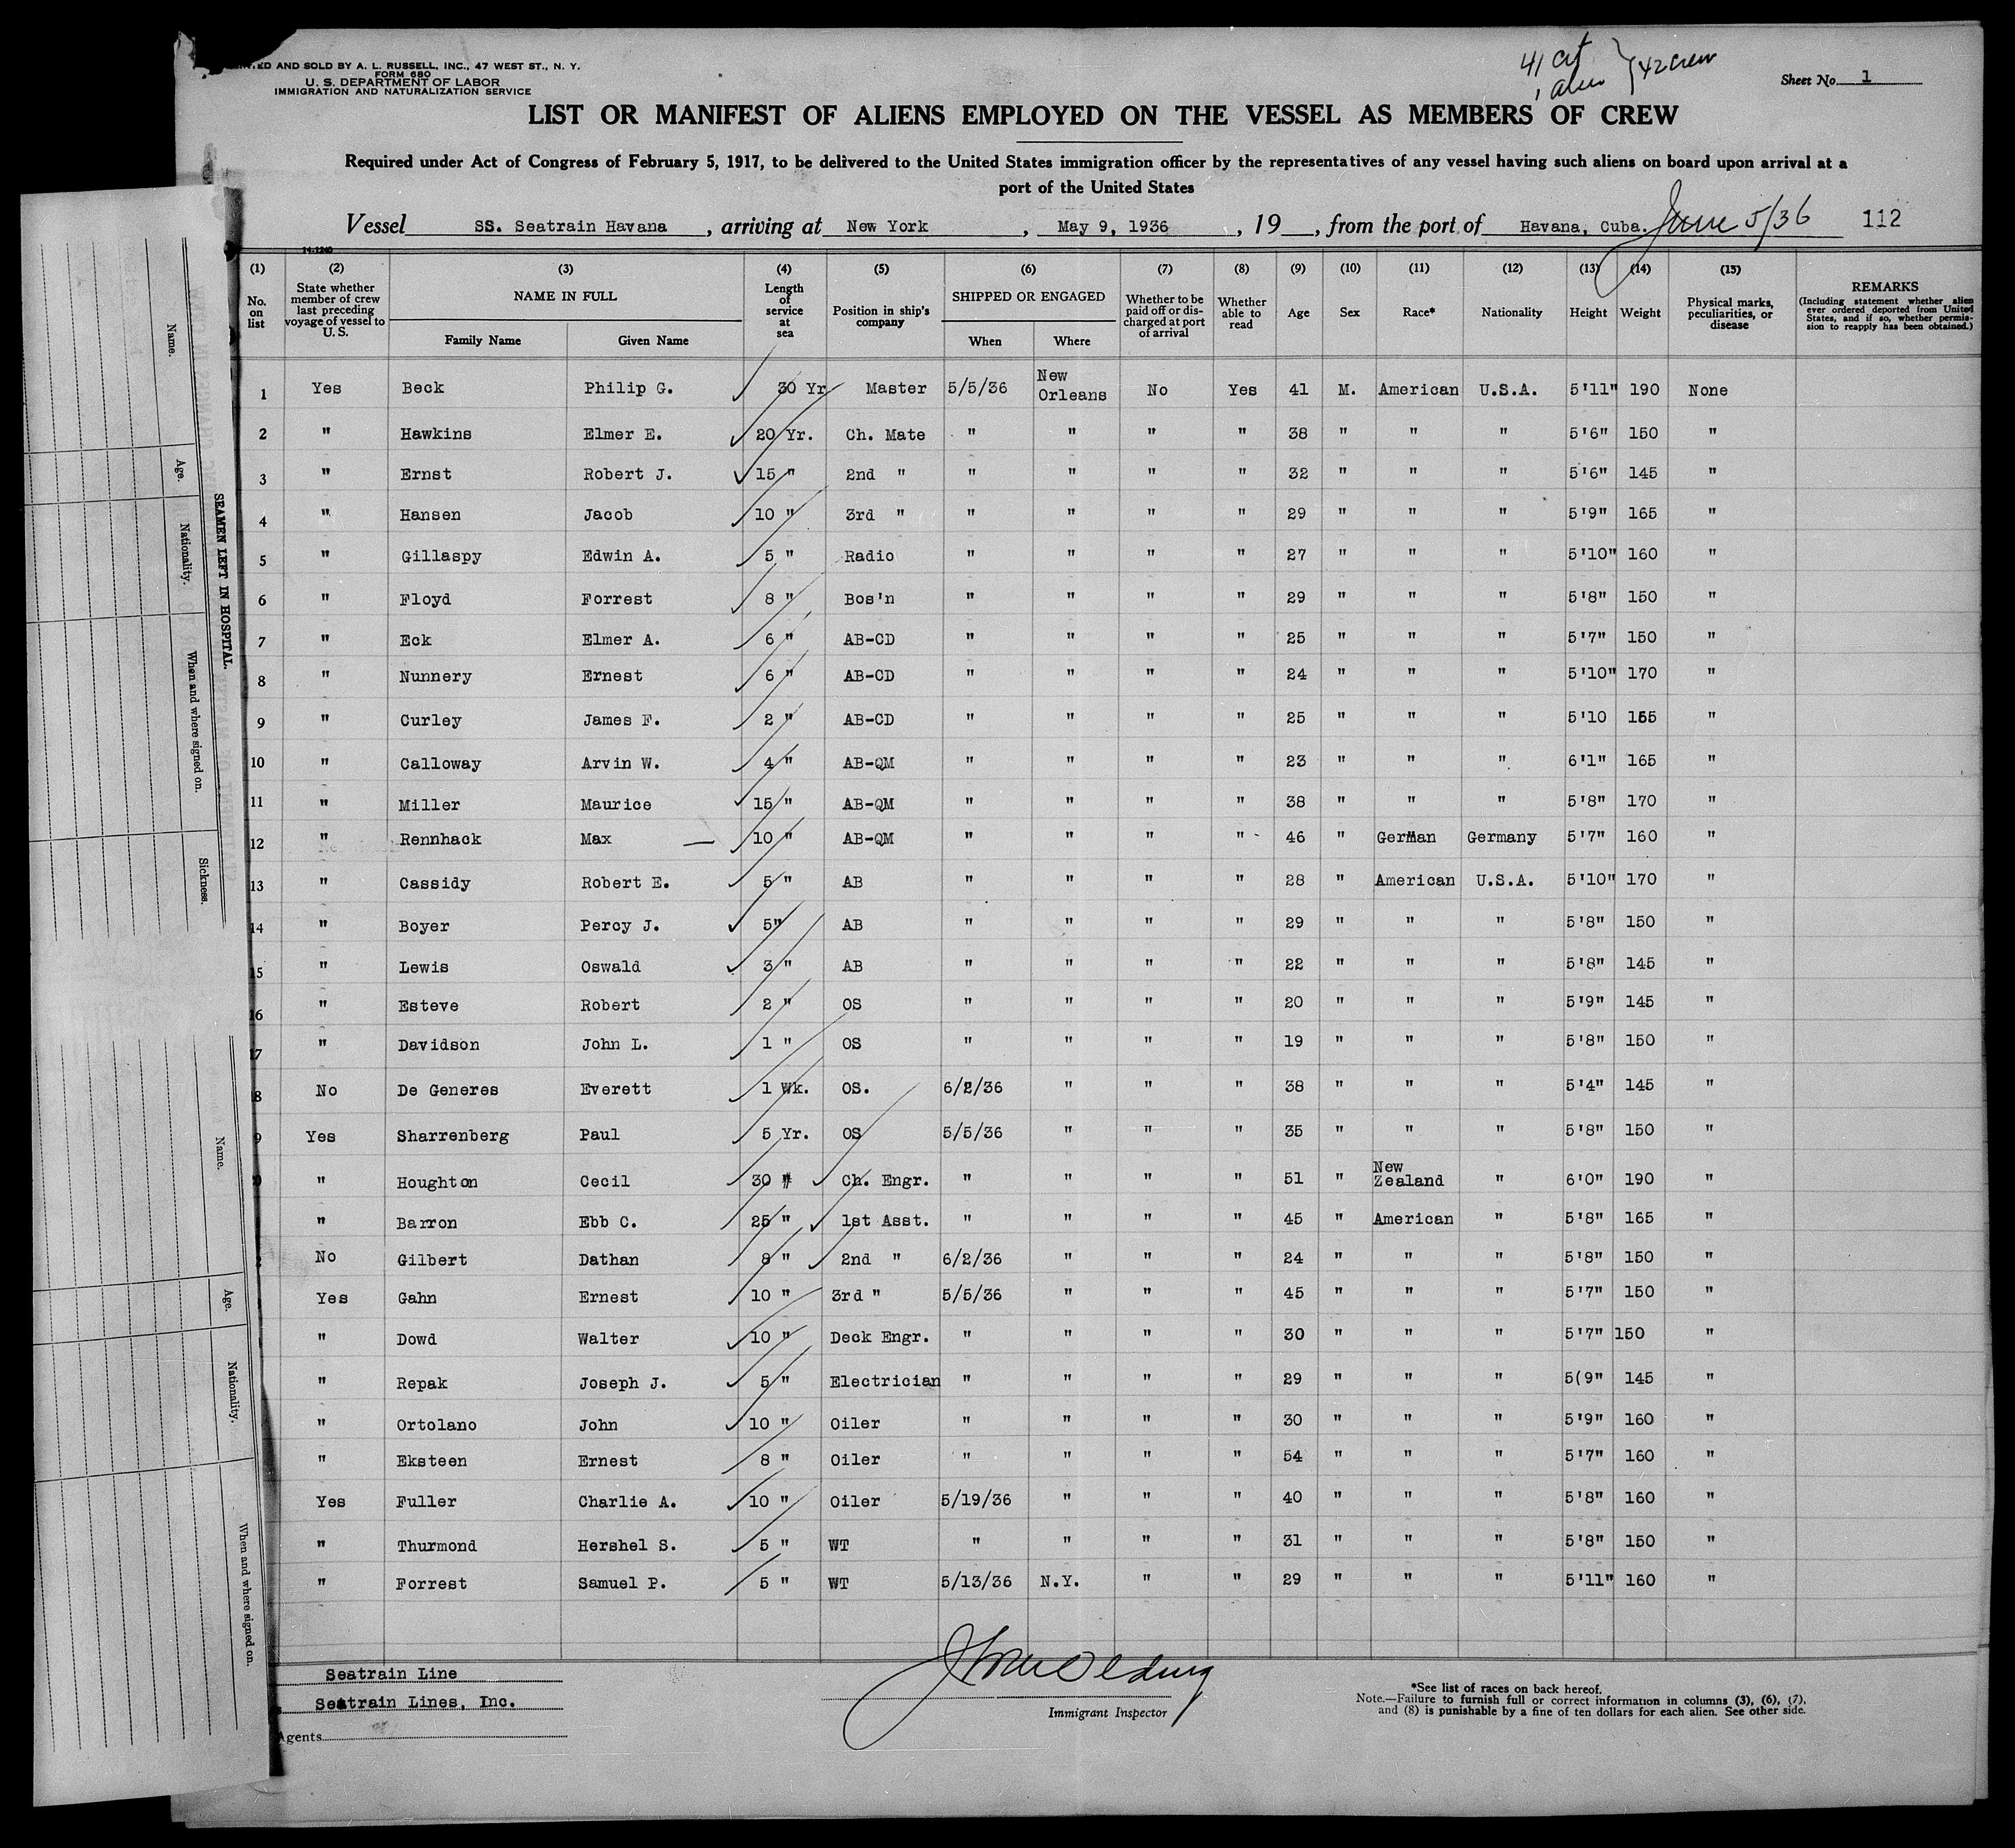 ED AND SOLD BY A. L. RUSSELL, INC., 47 WEST ST., N. Y.
FORM 680
U. S. DEPARTMENT OF LABOR
IMMIGRATION AND NATURALIZATION SERVICE
41 cit
1 alien } 42 crew
Sheet No. 1
LIST OR MANIFEST OF ALIENS EMPLOYED ON THE VESSEL AS MEMBERS OF CREW
Required under Act of Congress of February 5, 1917, to be delivered to the United States immigration officer by the representatives of any vessel having such aliens on board upon arrival at a
port of the United States
Vessel SS. Seatrain Havana, arriving at New York, May 9, 1936, 19 , from the port of Havana, Cuba. June 5/36 112
14-1240
(1) No. on list
(2) State whether member of crew last preceding voyage of vessel to U. S.
(3) NAME IN FULL Family Name Given Name
(4) Length of service at sea
(5) Position in ship's company
(6) SHIPPED OR ENGAGED When Where
(7) Whether to be paid off or discharged at port of arrival
(8) Whether able to read
(9) Age
(10) Sex
(11) Race*
(12) Nationality
(13) Height
(14) Weight
(15) Physical marks, peculiarities, or disease
REMARKS (Including statement whether alien ever ordered deported from United States, and if so, whether permission to reapply has been obtained.)
1 Yes Beck Philip G. 30 Yr Master 5/5/36 New Orleans No Yes 41 M. American U.S.A. 5'11" 190 None
2 " Hawkins Elmer E. 20 Yr. Ch. Mate " " " " 38 " " " 5'6" 150 "
3 " Ernst Robert J. 15 " 2nd " " " " " 32 " " " 5'6" 145 "
4 " Hansen Jacob 10 " 3rd " " " " " 29 " " " 5'9" 165 "
5 " Gillaspy Edwin A. 5 " Radio " " " " 27 " " " 5'10" 160 "
6 " Floyd Forrest 8 " Bos'n " " " " 29 " " " 5'8" 150 "
7 " Eck Elmer A. 6 " AB-CD " " " " 25 " " " 5'7" 150 "
8 " Nunnery Ernest 6 " AB-CD " " " " 24 " " " 5'10" 170 "
9 " Curley James F. 2 " AB-CD " " " " 25 " " " 5'10 165 "
10 " Calloway Arvin W. 4 " AB-QM " " " " 23 " " " 6'1" 165 "
11 " Miller Maurice 15 " AB-QM " " " " 38 " " " 5'8" 170 "
12 " Rennhack Max 10 " AB-QM " " " " 46 " German Germany 5'7" 160 "
13 " Cassidy Robert E. 5 " AB " " " " 28 " American U.S.A. 5'10" 170 "
14 " Boyer Percy J. 5" AB " " " " 29 " " " 5'8" 150 "
15 " Lewis Oswald 3 " AB " " " " 22 " " " 5'8" 145 "
16 " Esteve Robert 2 " OS " " " " 20 " " " 5'9" 145 "
17 " Davidson John L. 1 " OS " " " " 19 " " " 5'8" 150 "
8 No De Generes Everett 1 Wk. OS. 6/2/36 " " " 38 " " " 5'4" 145 "
9 Yes Sharrenberg Paul 5 Yr. OS 5/5/36 " " " 35 " " " 5'8" 150 "
0 " Houghton Cecil 30 " Ch. Engr. " " " " 51 " New Zealand " 6'0" 190 "
" Barron Ebb C. 25 " 1st Asst. " " " " 45 " American " 5'8" 165 "
2 No Gilbert Dathan 8 " 2nd " 6/2/36 " " " 24 " " " 5'8" 150 "
Yes Gahn Ernest 10 " 3rd " 5/5/36 " " " 45 " " " 5'7" 150 "
" Dowd Walter 10 " Deck Engr. " " " " 30 " " " 5'7" 150 "
" Repak Joseph J. 5 " Electrician " " " " 29 " " " 5(9" 145 "
" Ortolano John 10 " Oiler " " " " 30 " " " 5'9" 160 "
" Eksteen Ernest 8 " Oiler " " " " 54 " " " 5'7" 160 "
Yes Fuller Charlie A. 10 " Oiler 5/19/36 " " " 40 " " " 5'8" 160 "
" Thurmond Hershel S. 5 " WT " " " " 31 " " " 5'8" 150 "
" Forrest Samuel P. 5 " WT 5/13/36 N.Y. " " 29 " " " 5'11" 160 "
Seatrain Line
Seatrain Lines, Inc.
Agents
Immigrant Inspector
*See list of races on back hereof.
Note.—Failure to furnish full or correct information in columns (3), (6), (7),
and (8) is punishable by a fine of ten dollars for each alien. See other side.
SEAMEN LEFT IN HOSPITAL.
Name.
Age.
Nationality.
When and where signed on.
Sickness.
Name.
Age.
Nationality.
When and where signed on.